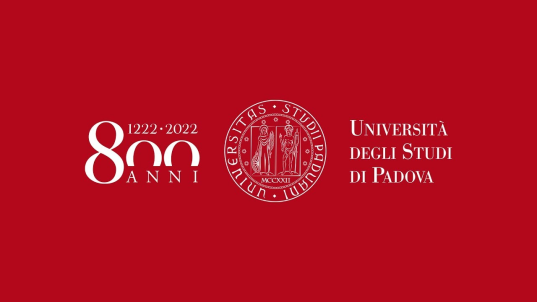 1222·2022
800
ANNI
UNIVERSITAS · STUDII PADUANI ·
MCCXXII
UNIVERSITÀ
DEGLI STUDI
DI PADOVA